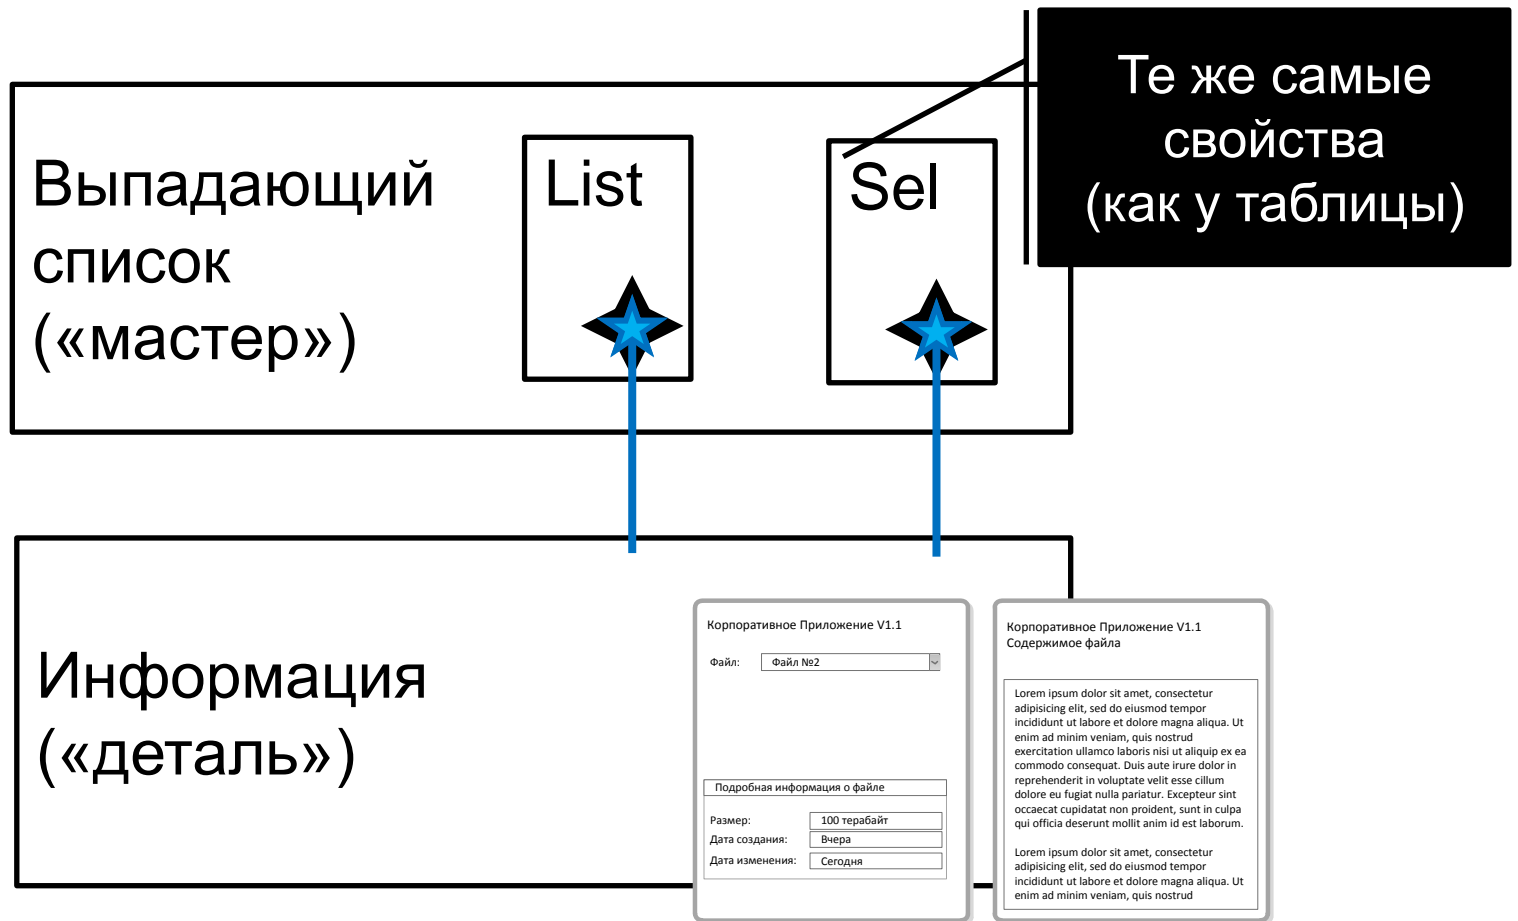 Те же самые
свойства
(как у таблицы)
Выпадающий
список
(«мастер»)
List
Sel
Информация
(«деталь»)
Корпоративное Приложение V1.1
Файл:
Файл №2
Подробная информация о файле
Размер:
100 терабайт
Дата создания:
Вчера
Дата изменения:
Сегодня
Корпоративное Приложение V1.1
Содержимое файла
Lorem ipsum dolor sit amet, consectetur
adipisicing elit, sed do eiusmod tempor
incididunt ut labore et dolore magna aliqua. Ut
enim ad minim veniam, quis nostrud
exercitation ullamco laboris nisi ut aliquip ex ea
commodo consequat. Duis aute irure dolor in
reprehenderit in voluptate velit esse cillum
dolore eu fugiat nulla pariatur. Excepteur sint
occaecat cupidatat non proident, sunt in culpa
qui officia deserunt mollit anim id est laborum.
Lorem ipsum dolor sit amet, consectetur
adipisicing elit, sed do eiusmod tempor
incididunt ut labore et dolore magna aliqua. Ut
enim ad minim veniam, quis nostrud